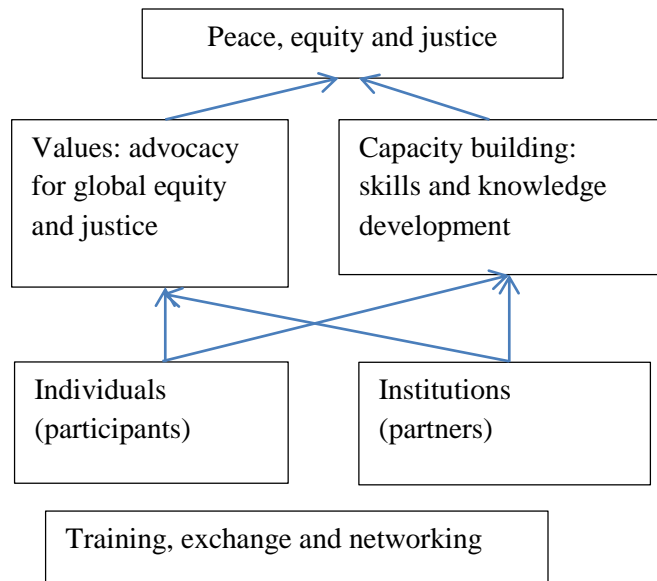 Peace, equity and justice
Values: advocacy
for global equity
and justice
Capacity building:
skills and knowledge
development
Individuals
(participants)
Institutions
(partners)
Training, exchange and networking